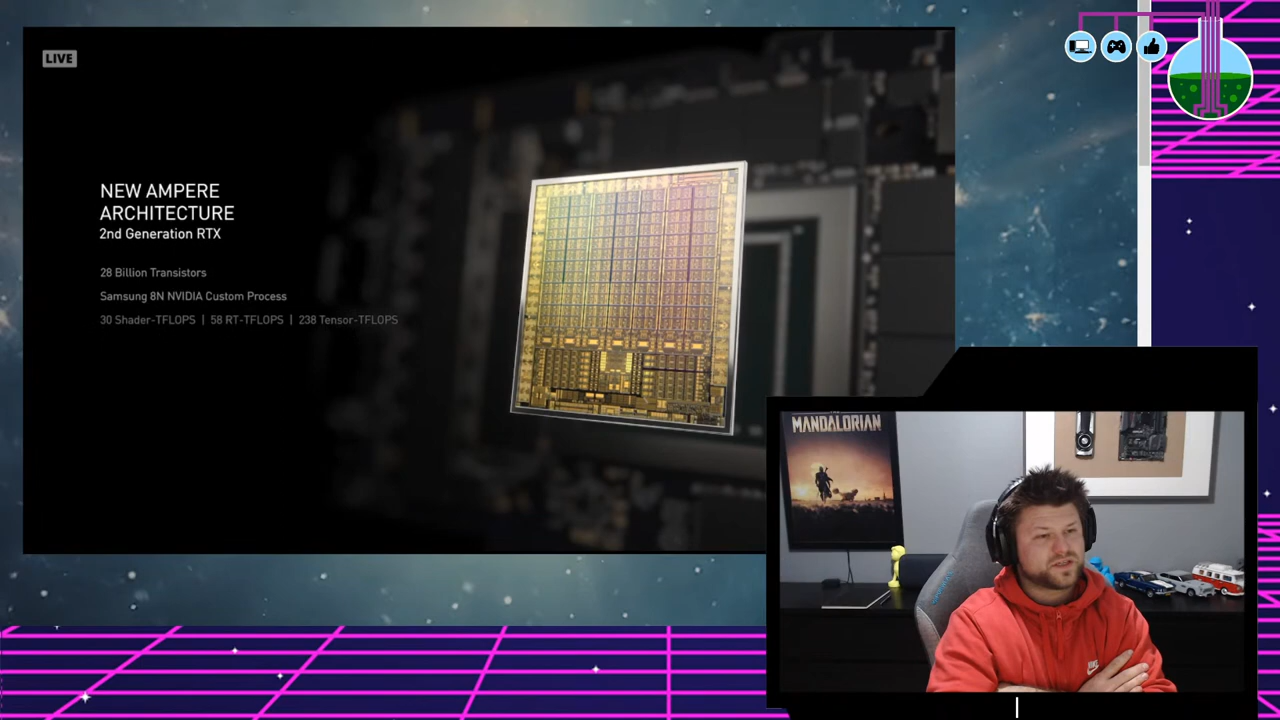 LIVE
NEW AMPERE
ARCHITECTURE
2nd Generation RTX
28 Billion Transistors
Samsung 8N NVIDIA Custom Process
30 Shader-TFLOPS | 58 RT-TFLOPS | 238 Tensor-TFLOPS
MANDALORIAN
NIKE